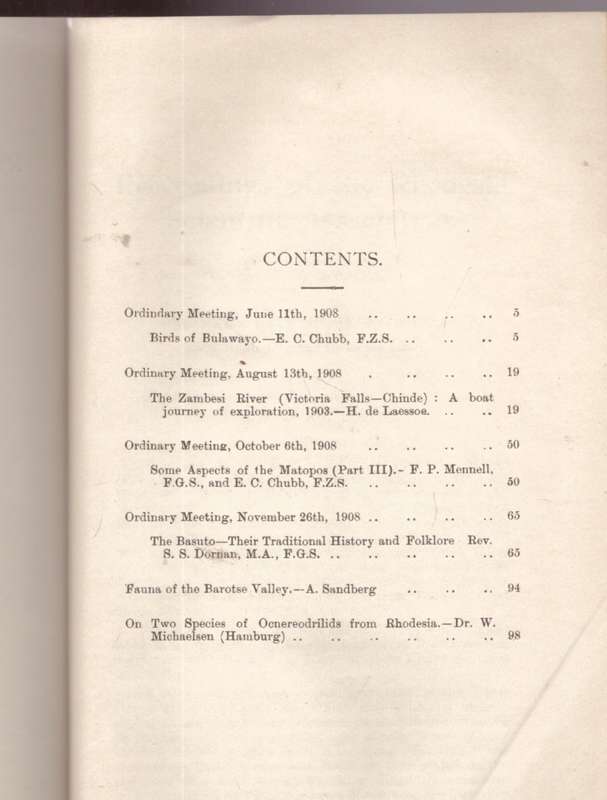 CONTENTS.
Ordindary Meeting, June 11th, 1908 .. .. .. .. 5
Birds of Bulawayo.—E. C. Chubb, F.Z.S. .. .. .. 5
Ordinary Meeting, August 13th, 1908 . .. .. .. 19
The Zambesi River (Victoria Falls—Chinde) : A boat
journey of exploration, 1903.—H. de Laessoe. .. .. 19
Ordinary Meeting, October 6th, 1908 .. .. .. .. 50
Some Aspects of the Matopos (Part III).- F. P. Mennell,
F.G.S., and E. C. Chubb, F.Z.S. .. .. .. .. 50
Ordinary Meeting, November 26th, 1908 .. .. .. .. 65
The Basuto—Their Traditional History and Folklore Rev.
S. S. Dornan, M.A., F.G.S. .. .. .. .. .. 65
Fauna of the Barotse Valley.—A. Sandberg .. .. .. 94
On Two Species of Ocnereodrilids from Rhodesia.—Dr. W.
Michaelsen (Hamburg) .. .. .. .. .. .. 98